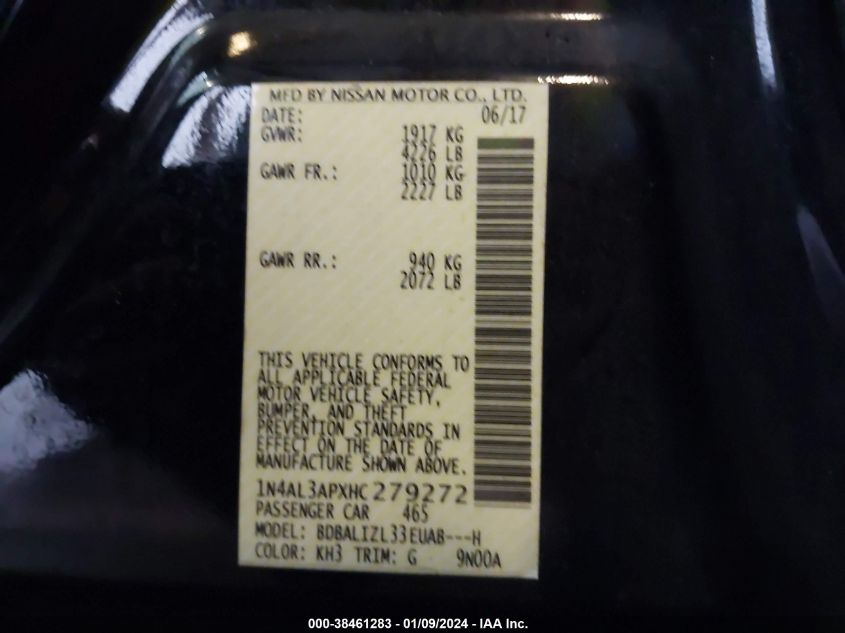 MFD BY NISSAN MOTOR CO., LTD.
DATE: 06/17
GVWR: 1917 KG
4226 LB
GAWR FR.: 1010 KG
2227 LB
GAWR RR.: 940 KG
2072 LB
THIS VEHICLE CONFORMS TO
ALL APPLICABLE FEDERAL
MOTOR VEHICLE SAFETY,
BUMPER, AND THEFT
PREVENTION STANDARDS IN
EFFECT ON THE DATE OF
MANUFACTURE SHOWN ABOVE.
1N4AL3APXHC279272
PASSENGER CAR 465
MODEL: BDBALIZL33EUAB---H
COLOR: KH3 TRIM: G 9N00A
000-38461283 - 01/09/2024 - IAA Inc.